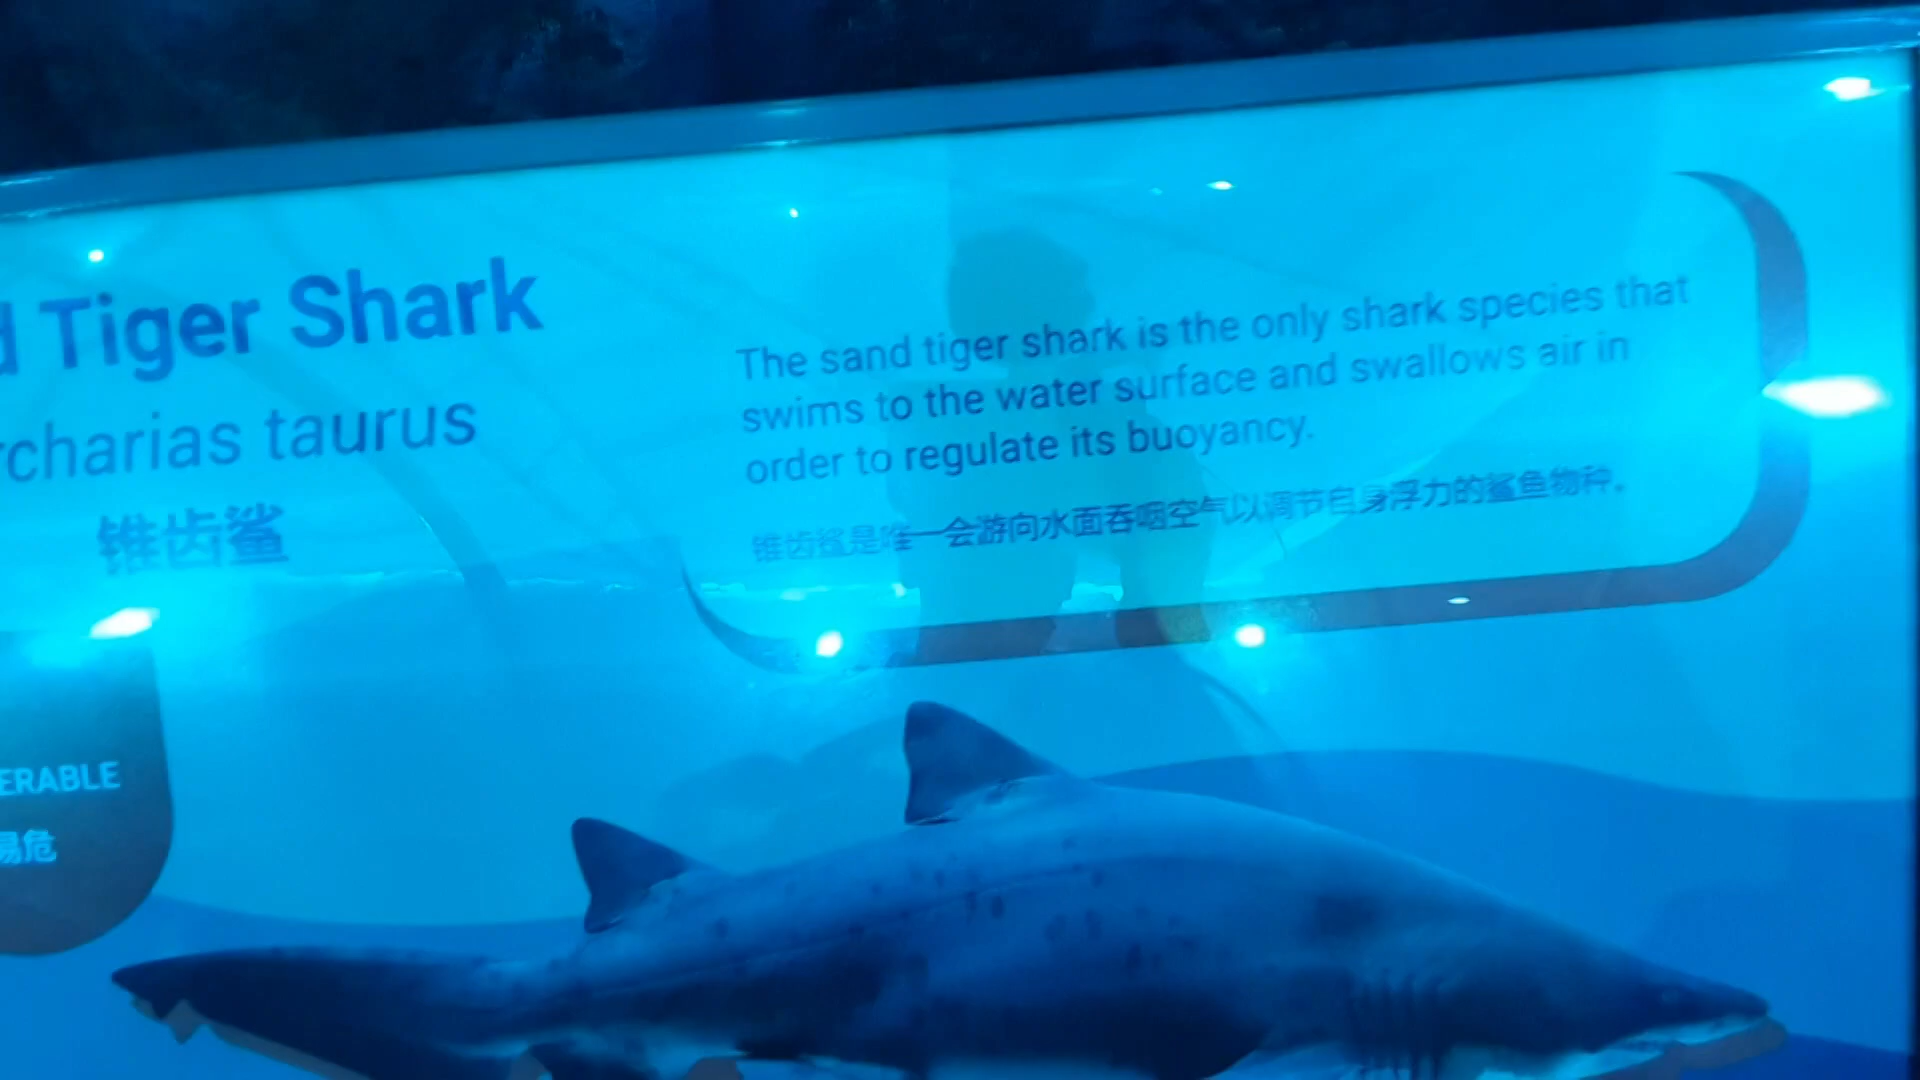 d Tiger Shark
rcharias taurus
锥齿鲨
The sand tiger shark is the only shark species that
swims to the water surface and swallows air in
order to regulate its buoyancy.
锥齿鲨是唯一会游向水面吞咽空气以调节自身浮力的鲨鱼物种。
ERABLE
易危